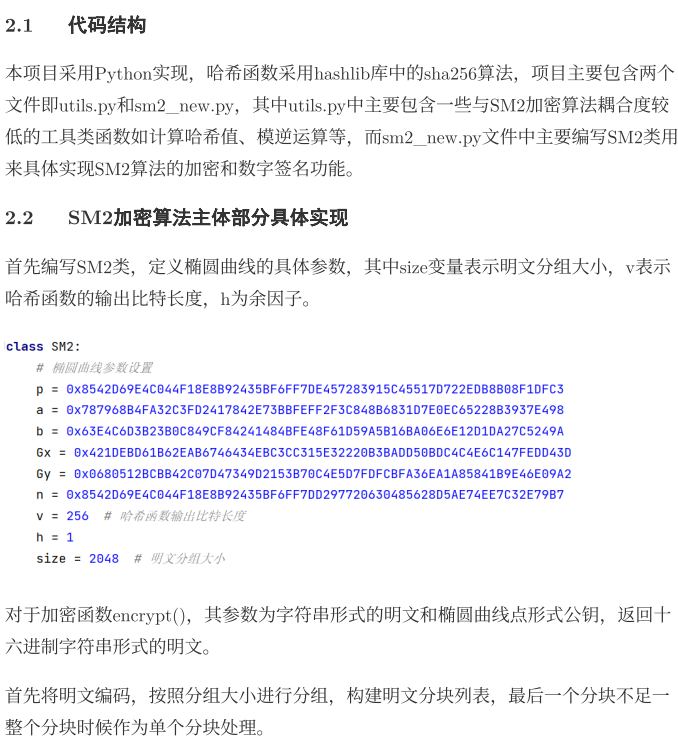 2.1 代码结构
本项目采用Python实现，哈希函数采用hashlib库中的sha256算法，项目主要包含两个
文件即utils.py和sm2_new.py，其中utils.py中主要包含一些与SM2加密算法耦合度较
低的工具类函数如计算哈希值、模逆运算等，而sm2_new.py文件中主要编写SM2类用
来具体实现SM2算法的加密和数字签名功能。
2.2 SM2加密算法主体部分具体实现
首先编写SM2类，定义椭圆曲线的具体参数，其中size变量表示明文分组大小，v表示
哈希函数的输出比特长度，h为余因子。
class SM2:
# 椭圆曲线参数设置
p = 0x8542D69E4C044F18E8B92435BF6FF7DE457283915C45517D722EDB8B08F1DFC3
a = 0x787968B4FA32C3FD2417842E73BBFEFF2F3C848B6831D7E0EC65228B3937E498
b = 0x63E4C6D3B23B0C849CF84241484BFE48F61D59A5B16BA06E6E12D1DA27C5249A
Gx = 0x421DEBD61B62EAB6746434EBC3CC315E32220B3BADD50BDC4C4E6C147FEDD43D
Gy = 0x0680512BCBB42C07D47349D2153B70C4E5D7FDFCBFA36EA1A85841B9E46E09A2
n = 0x8542D69E4C044F18E8B92435BF6FF7DD297720630485628D5AE74EE7C32E79B7
v = 256 # 哈希函数输出比特长度
h = 1
size = 2048 # 明文分组大小
对于加密函数encrypt()，其参数为字符串形式的明文和椭圆曲线点形式公钥，返回十
六进制字符串形式的明文。
首先将明文编码，按照分组大小进行分组，构建明文分块列表，最后一个分块不足一
整个分块时候作为单个分块处理。